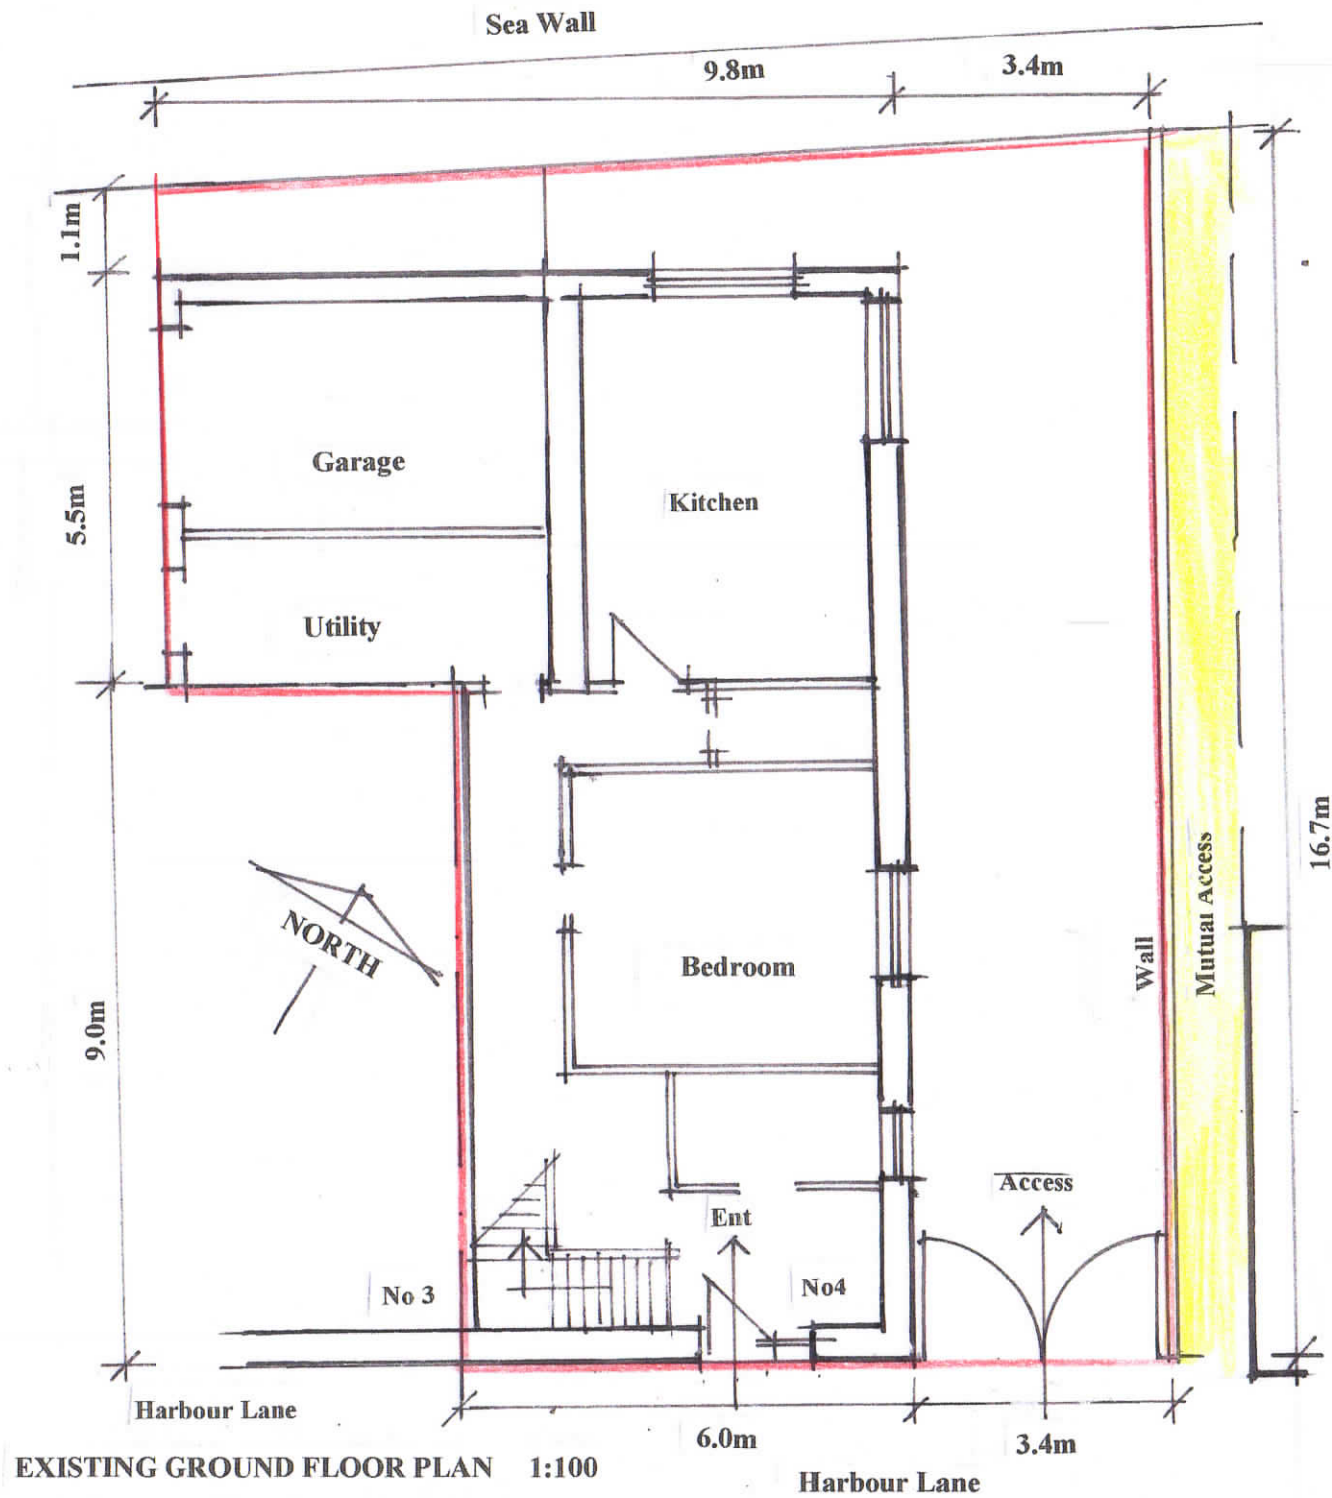 Sea Wall
9.8m
3.4m
1.1m
5.5m
9.0m
16.7m
Garage
Kitchen
Utility
NORTH
Bedroom
Wall
Mutual Access
Access
Ent
No 3
No4
Harbour Lane
6.0m
3.4m
EXISTING GROUND FLOOR PLAN 1:100
Harbour Lane